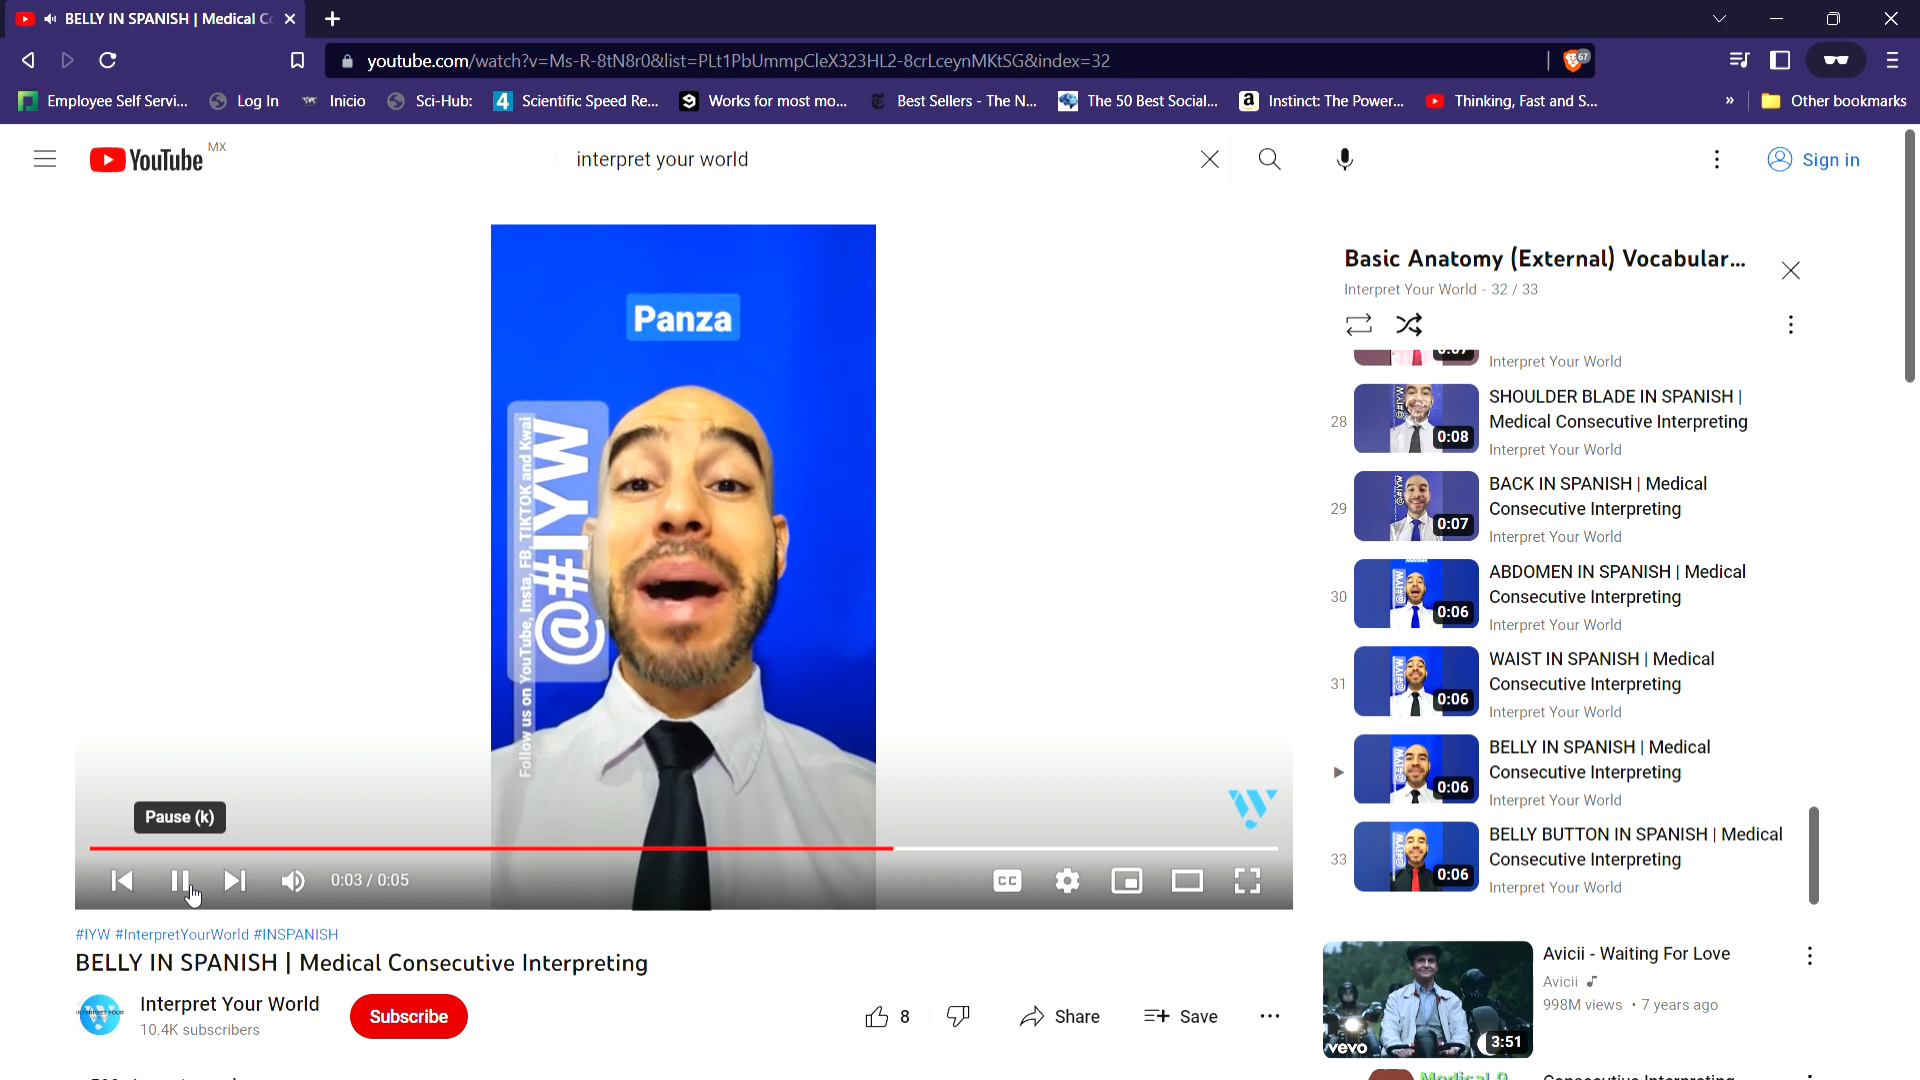 BELLY IN SPANISH | Medical C
youtube.com/watch?v=Ms-R-8tN8r0&list=PLt1PbUmmpCleX323HL2-8crLceynMKtSG&index=32
67
Employee Self Servi...
Log In
Inicio
Sci-Hub:
4
Scientific Speed Re...
9
Works for most mo...
Best Sellers - The N...
The 50 Best Social...
a
Instinct: The Power...
Thinking, Fast and S...
»
Other bookmarks
YouTube MX
interpret your world
Sign in
Panza
Follow us on YouTube, Insta, FB, TIKTOK and Kwai
@#IYW
Pause (k)
0:03 / 0:05
CC
#IYW #InterpretYourWorld #INSPANISH
BELLY IN SPANISH | Medical Consecutive Interpreting
Interpret Your World
10.4K subscribers
Subscribe
8
Share
Save
Basic Anatomy (External) Vocabular...
Interpret Your World - 32 / 33
Interpret Your World
28
0:08
SHOULDER BLADE IN SPANISH |
Medical Consecutive Interpreting
Interpret Your World
29
0:07
BACK IN SPANISH | Medical
Consecutive Interpreting
Interpret Your World
30
0:06
ABDOMEN IN SPANISH | Medical
Consecutive Interpreting
Interpret Your World
31
@#IYW
0:06
WAIST IN SPANISH | Medical
Consecutive Interpreting
Interpret Your World
@#IYW
0:06
BELLY IN SPANISH | Medical
Consecutive Interpreting
Interpret Your World
33
@#IYW
0:06
BELLY BUTTON IN SPANISH | Medical
Consecutive Interpreting
Interpret Your World
vevo
3:51
Avicii - Waiting For Love
Avicii
998M views • 7 years ago